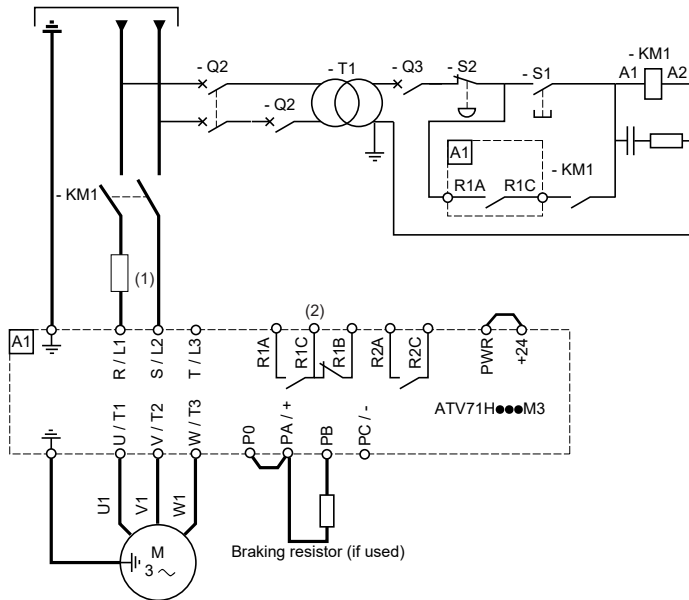 - Q2
- T1
- Q3
- S2
- S1
- KM1
A1
A2
- Q2
A1
- KM1
R1A
R1C
- KM1
(1)
(2)
A1
R / L1
S / L2
T / L3
R1A
R1C
R1B
R2A
R2C
PWR
+24
ATV71H●●●M3
U / T1
V / T2
W / T3
P0
PA / +
PB
PC / -
U1
V1
W1
M
3 ~
Braking resistor (if used)